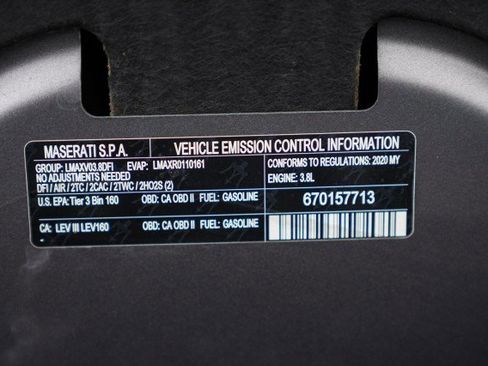 MASERATI S.P.A. VEHICLE EMISSION CONTROL INFORMATION
GROUP: LMAXV03.8DFI EVAP: LMAXR0110161 CONFORMS TO REGULATIONS: 2020 MY
NO ADJUSTMENTS NEEDED
DFI / AIR / 2TC / 2CAC / 2TWC / 2HO2S (2) ENGINE: 3.8L
U.S. EPA: Tier 3 Bin 160 OBD: CA OBD II FUEL: GASOLINE 670157713
CA: LEV III LEV160 OBD: CA OBD II FUEL: GASOLINE